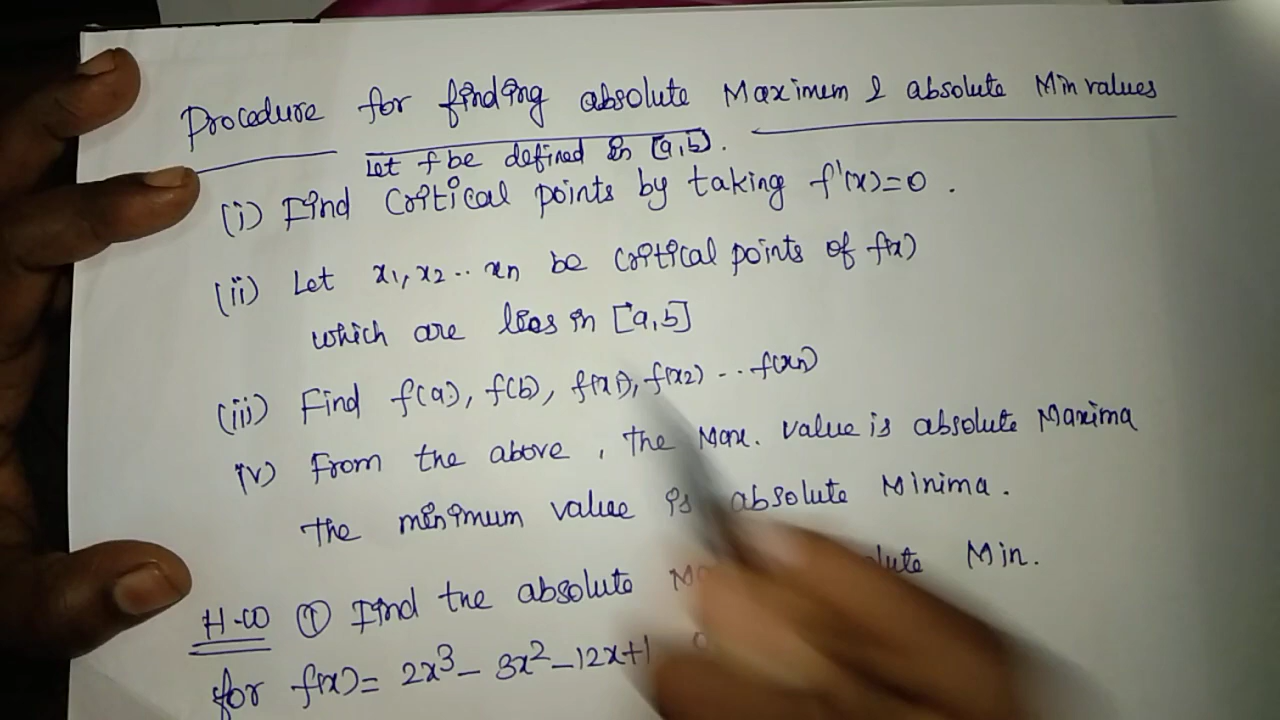 Procedure for finding absolute Maximum & absolute Min values
Let f be defined in [a,b].
(i) Find Critical points by taking f'(x)=0.
(ii) Let x1, x2 .. xn be critical points of f(x)
which are lies in [a,b]
(iii) Find f(a), f(b), f(x1), f(x2) -.. f(xn)
(iv) From the above, the Max. value is absolute Maxima
The minimum value is absolute Minima.
H.W ① Find the absolute Min.
for f(x)= 2x³- 3x²-12x+1